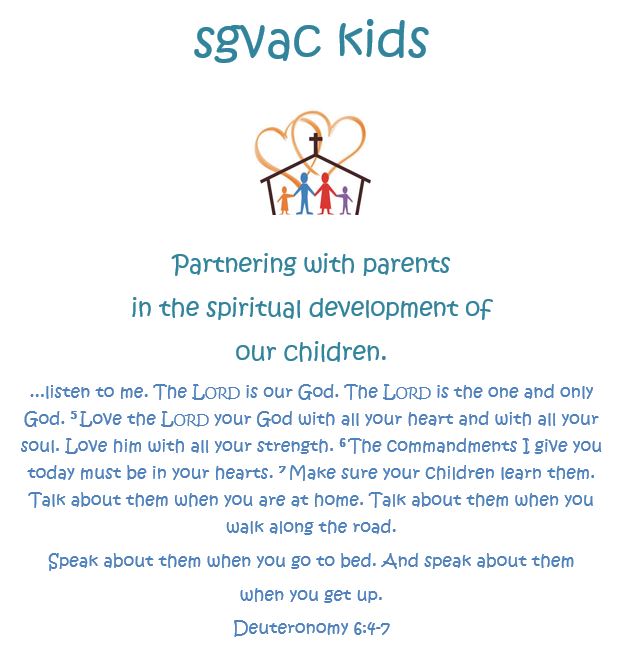 sgvac kids
Partnering with parents
in the spiritual development of
our children.
...listen to me. The LORD is our God. The LORD is the one and only
God. ⁵ Love the LORD your God with all your heart and with all your
soul. Love him with all your strength. ⁶ The commandments I give you
today must be in your hearts. ⁷ Make sure your children learn them.
Talk about them when you are at home. Talk about them when you
walk along the road.
Speak about them when you go to bed. And speak about them
when you get up.
Deuteronomy 6:4-7